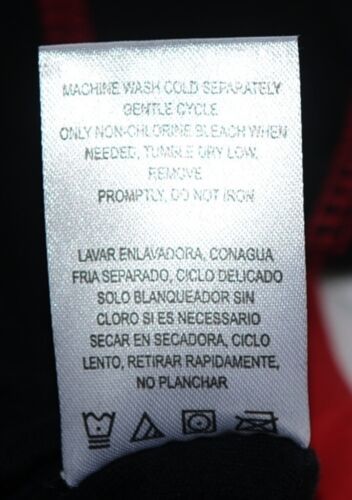 MACHINE WASH COLD SEPARATELY
GENTLE CYCLE.
ONLY NON-CHLORINE BLEACH WHEN
NEEDED, TUMBLE DRY LOW,
REMOVE
PROMPTLY, DO NOT IRON
LAVAR ENLAVADORA, CONAGUA
FRIA SEPARADO, CICLO DELICADO
SOLO BLANQUEADOR SIN
CLORO SI ES NECESSARIO
SECAR EN SECADORA, CICLO
LENTO, RETIRAR RAPIDAMENTE,
NO PLANCHAR